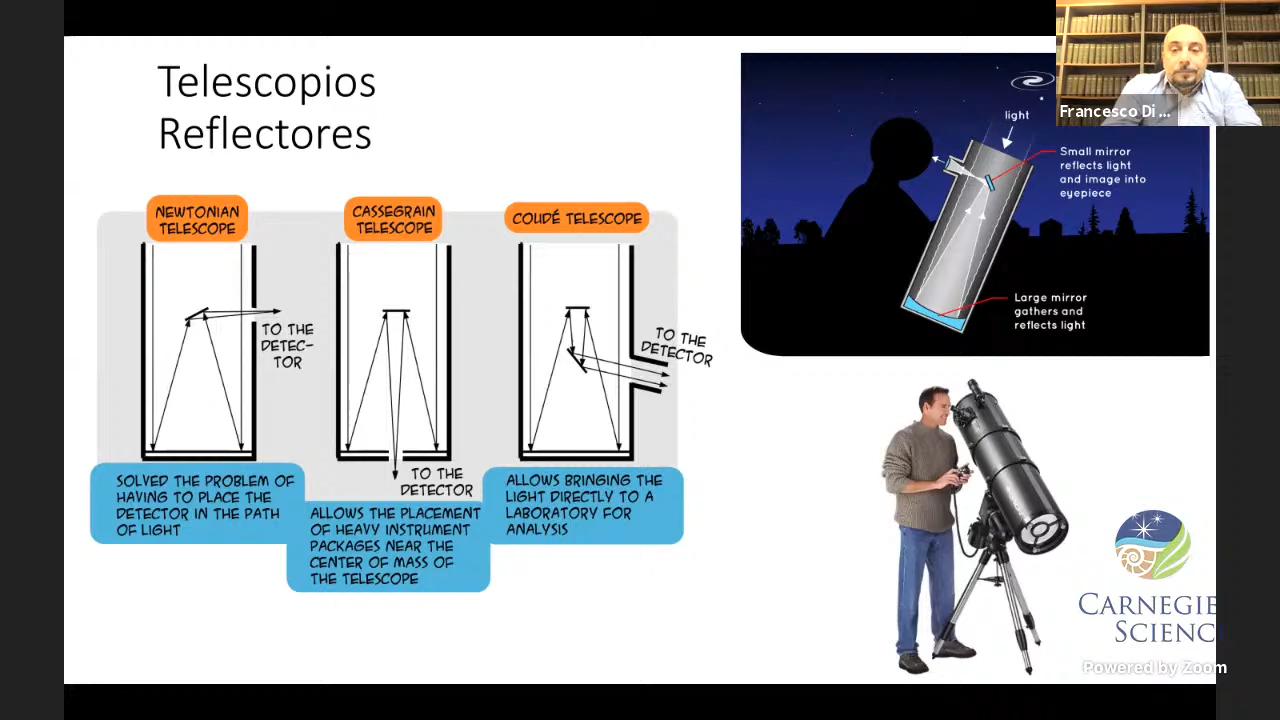 Telescopios
Reflectores
NEWTONIAN
TELESCOPE
CASSEGRAIN
TELESCOPE
COUDÉ TELESCOPE
TO THE
DETEC-
TOR
TO THE
DETECTOR
TO THE
DETECTOR
SOLVED THE PROBLEM OF
HAVING TO PLACE THE
DETECTOR IN THE PATH
OF LIGHT
ALLOWS THE PLACEMENT
OF HEAVY INSTRUMENT
PACKAGES NEAR THE
CENTER OF MASS OF
THE TELESCOPE
ALLOWS BRINGING THE
LIGHT DIRECTLY TO A
LABORATORY FOR
ANALYSIS
light
Small mirror
reflects light
and image into
eyepiece
Large mirror
gathers and
reflects light
Francesco Di ...
CARNEGIE
SCIENC
Powered by Zoom